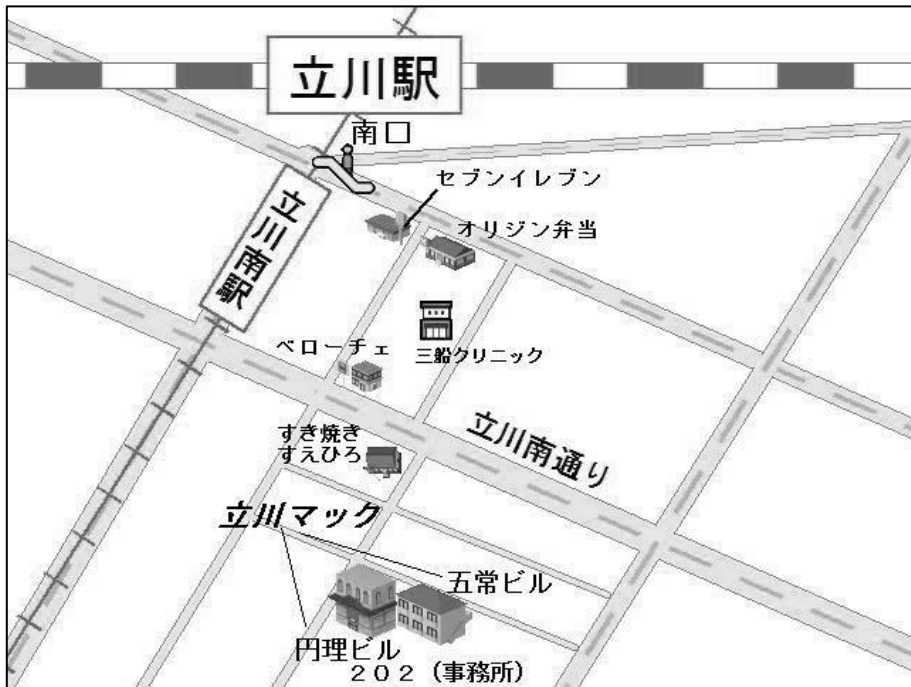 立川駅
南口
セブンイレブン
オリジン弁当
立川南駅
三船クリニック
ベローチェ
立川南通り
すき焼き
すえひろ
立川マック
五常ビル
円理ビル
２０２（事務所）